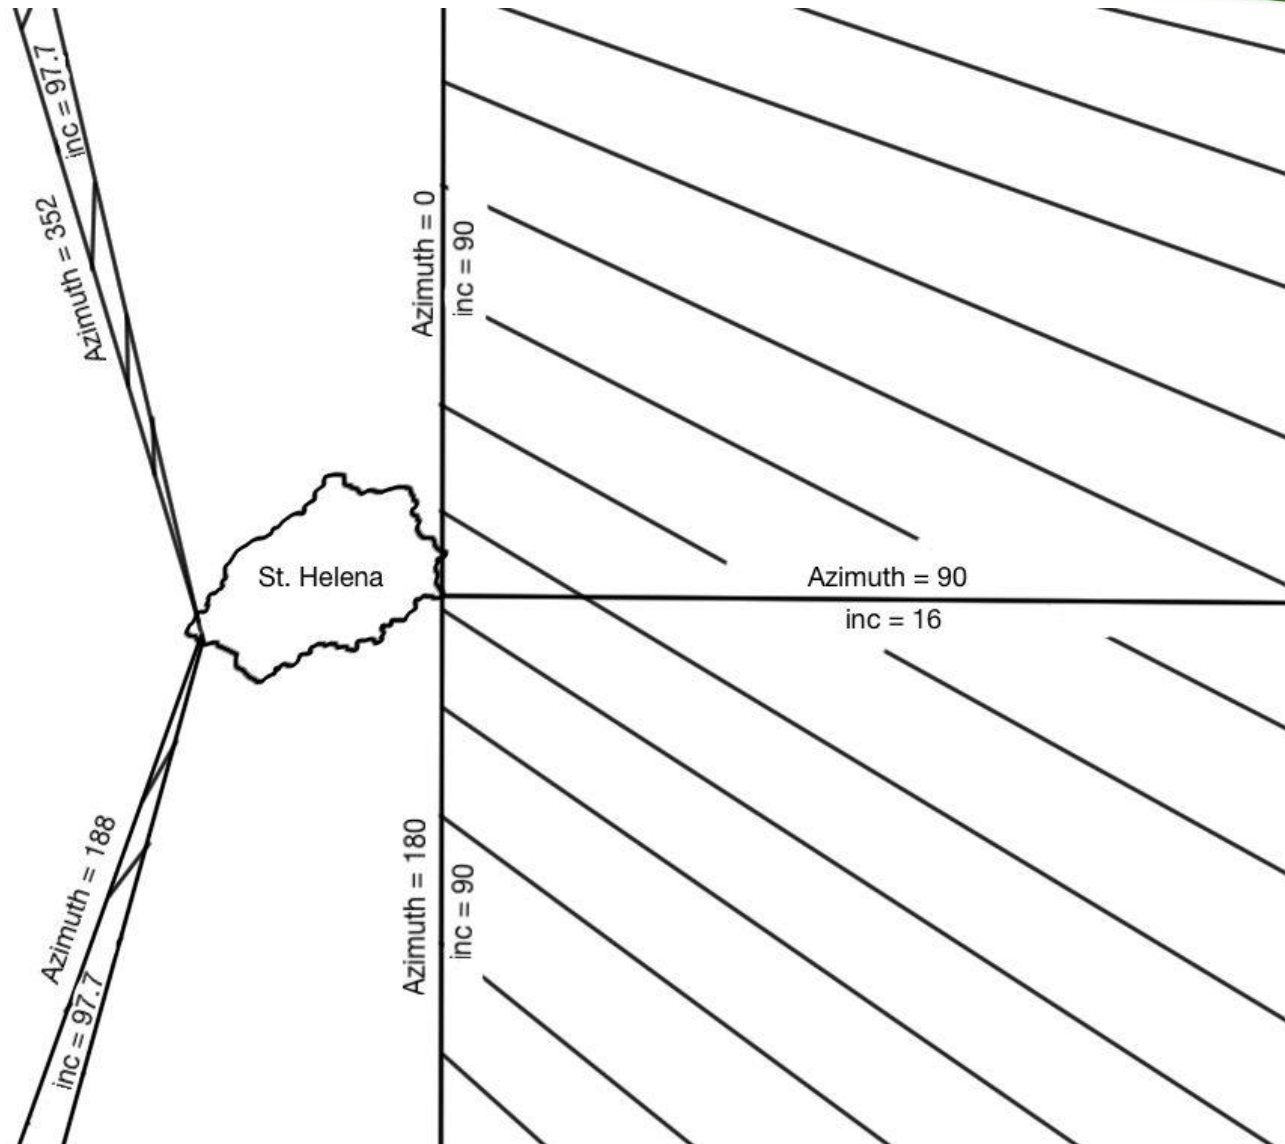 inc = 97.7
Azimuth = 352
Azimuth = 0
inc = 90
St. Helena
Azimuth = 90
inc = 16
Azimuth = 188
inc = 97.7
Azimuth = 180
inc = 90